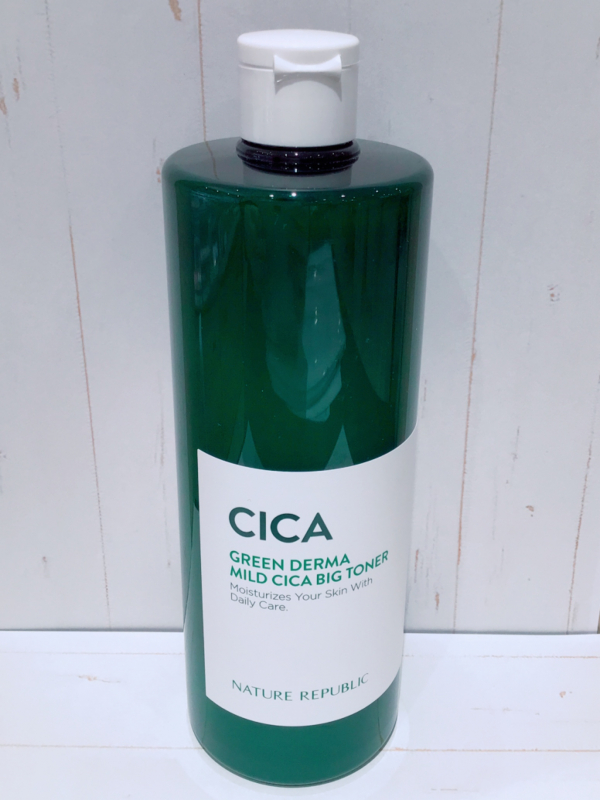 CICA
GREEN DERMA
MILD CICA BIG TONER
Moisturizes Your Skin With
Daily Care.
NATURE REPUBLIC